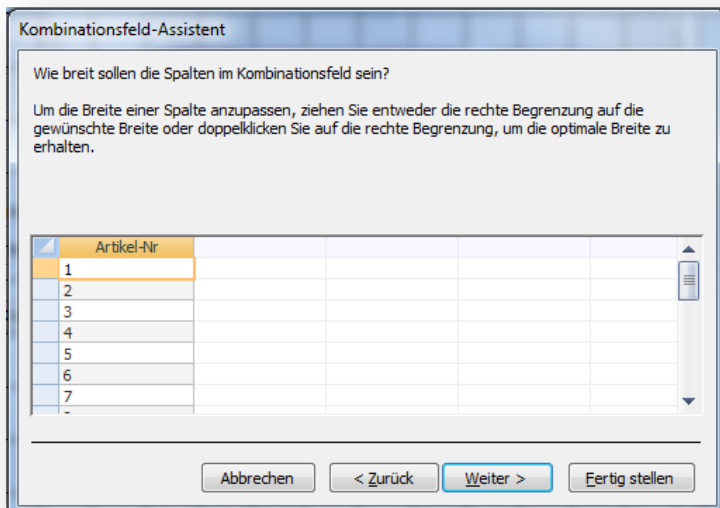 Kombinationsfeld-Assistent
Wie breit sollen die Spalten im Kombinationsfeld sein?
Um die Breite einer Spalte anzupassen, ziehen Sie entweder die rechte Begrenzung auf die
gewünschte Breite oder doppelklicken Sie auf die rechte Begrenzung, um die optimale Breite zu
erhalten.
Artikel-Nr
1
2
3
4
5
6
7
Abbrechen < Zurück Weiter > Fertig stellen